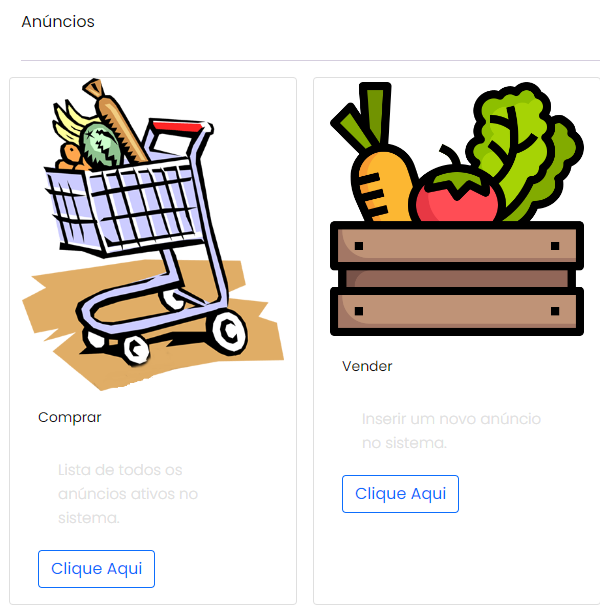 Anúncios
Comprar
Lista de todos os
anúncios ativos no
sistema.
Clique Aqui
Vender
Inserir um novo anúncio
no sistema.
Clique Aqui